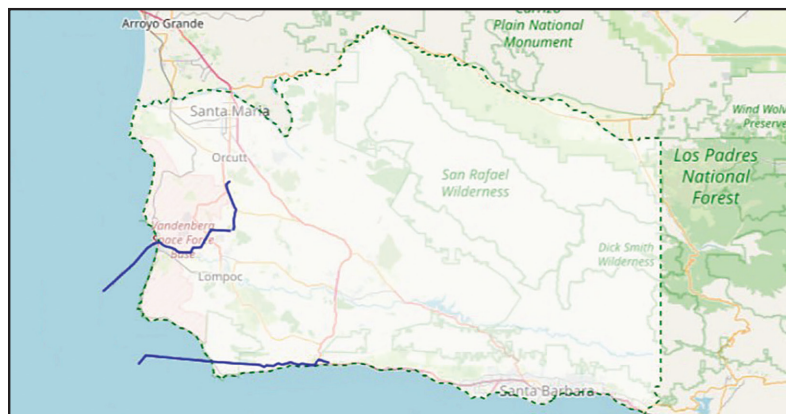 Arroyo Grande
Carrizo
Plain National
Monument
Santa Maria
Wind Wol
Preserve
Orcutt
Los Padres
National
Forest
San Rafael
Wilderness
Vandenberg
Space Force
Base
Dick Smith
Wilderness
Lompoc
Santa Barbara